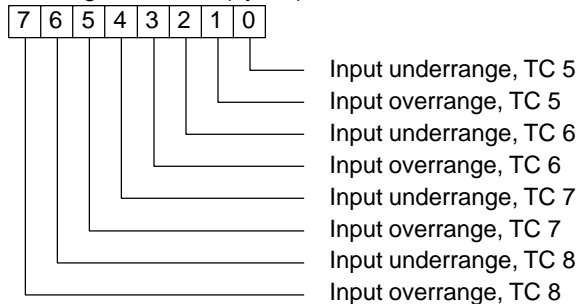 7 6 5 4 3 2 1 0
Input underrange, TC 5
Input overrange, TC 5
Input underrange, TC 6
Input overrange, TC 6
Input underrange, TC 7
Input overrange, TC 7
Input underrange, TC 8
Input overrange, TC 8